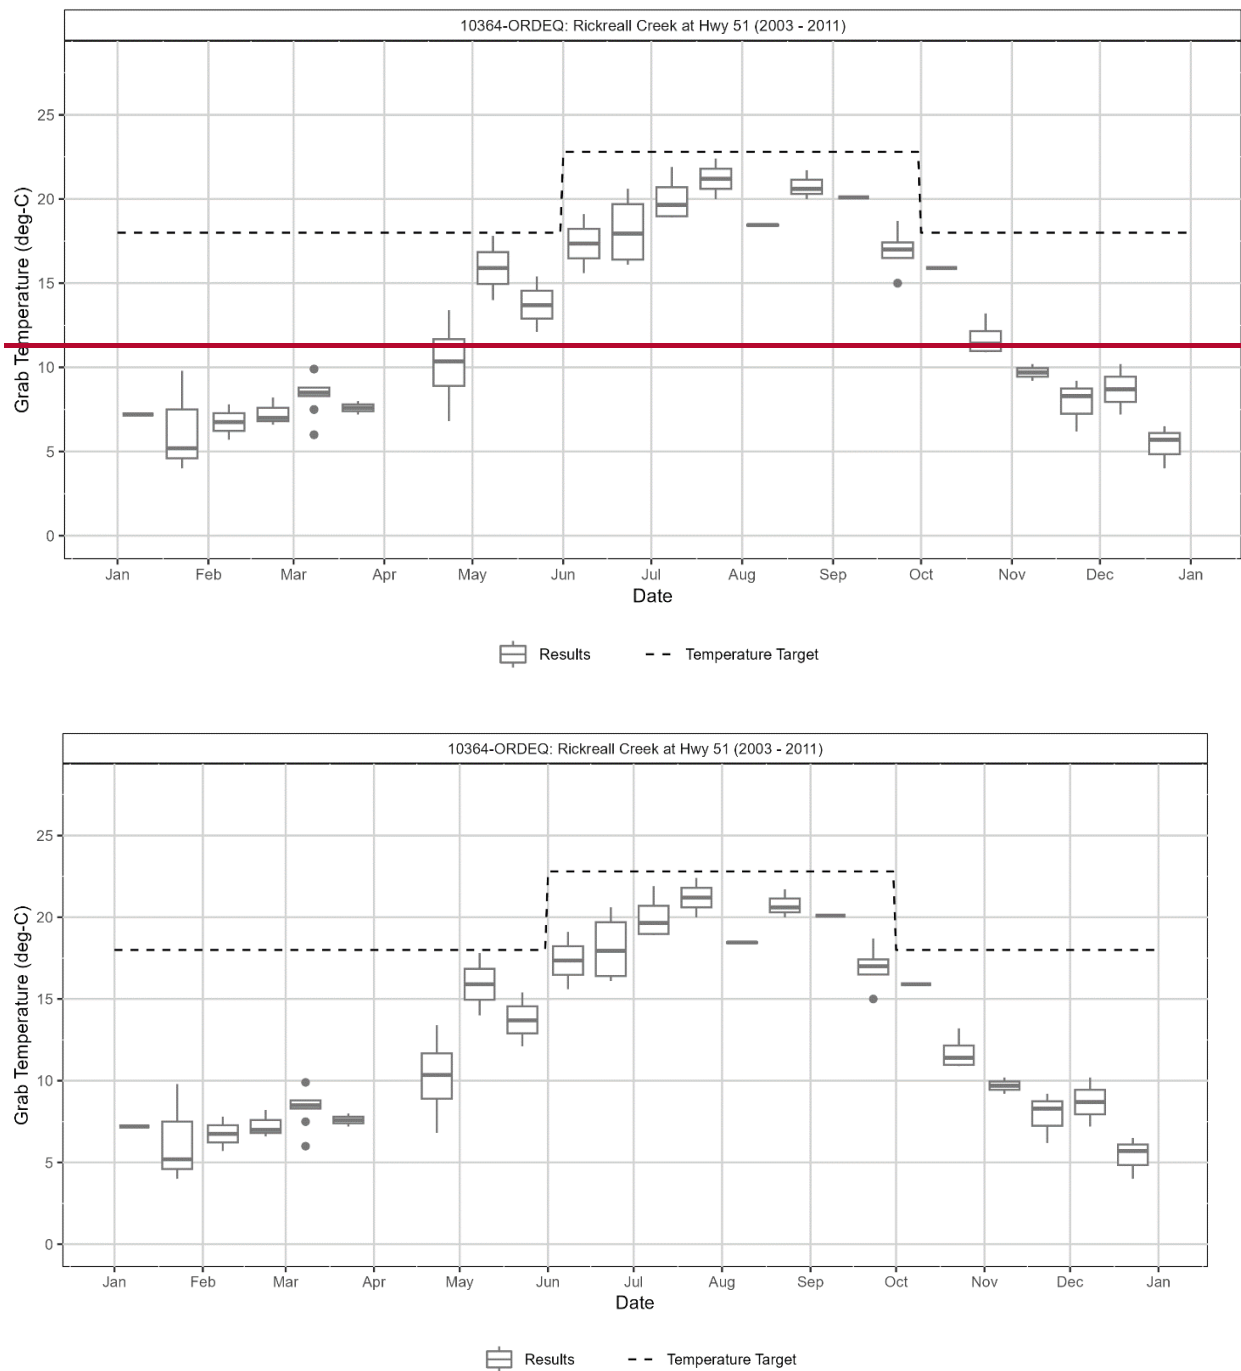 10364-ORDEQ: Rickreall Creek at Hwy 51 (2003 - 2011)
25
20
15
10
5
0
Grab Temperature (deg-C)
Jan Feb Mar Apr May Jun Jul Aug Sep Oct Nov Dec Jan
Date
Results Temperature Target
10364-ORDEQ: Rickreall Creek at Hwy 51 (2003 - 2011)
25
20
15
10
5
0
Grab Temperature (deg-C)
Jan Feb Mar Apr May Jun Jul Aug Sep Oct Nov Dec Jan
Date
Results Temperature Target